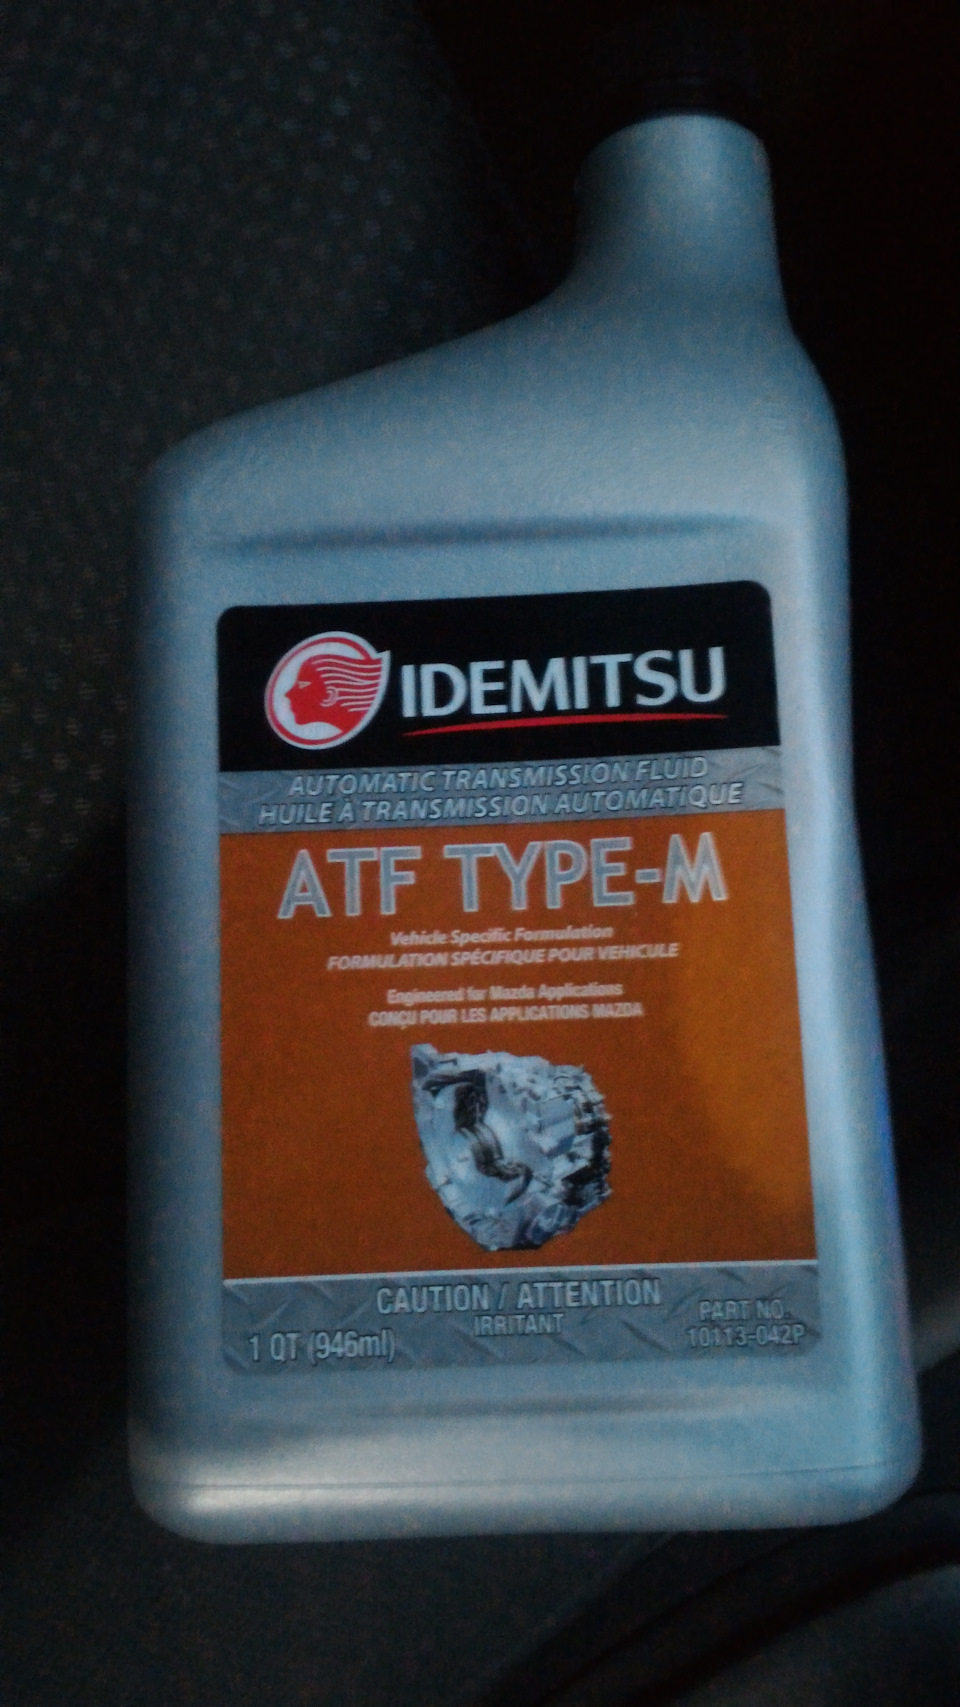 IDEMITSU
AUTOMATIC TRANSMISSION FLUID
HUILE À TRANSMISSION AUTOMATIQUE
ATF TYPE-M
Vehicle Specific Formulation
FORMULATION SPÉCIFIQUE POUR VEHICULE
Engineered for Mazda Applications
CONÇU POUR LES APPLICATIONS MAZDA
CAUTION / ATTENTION
IRRITANT
1 QT (946ml)
PART NO.
10113-042P